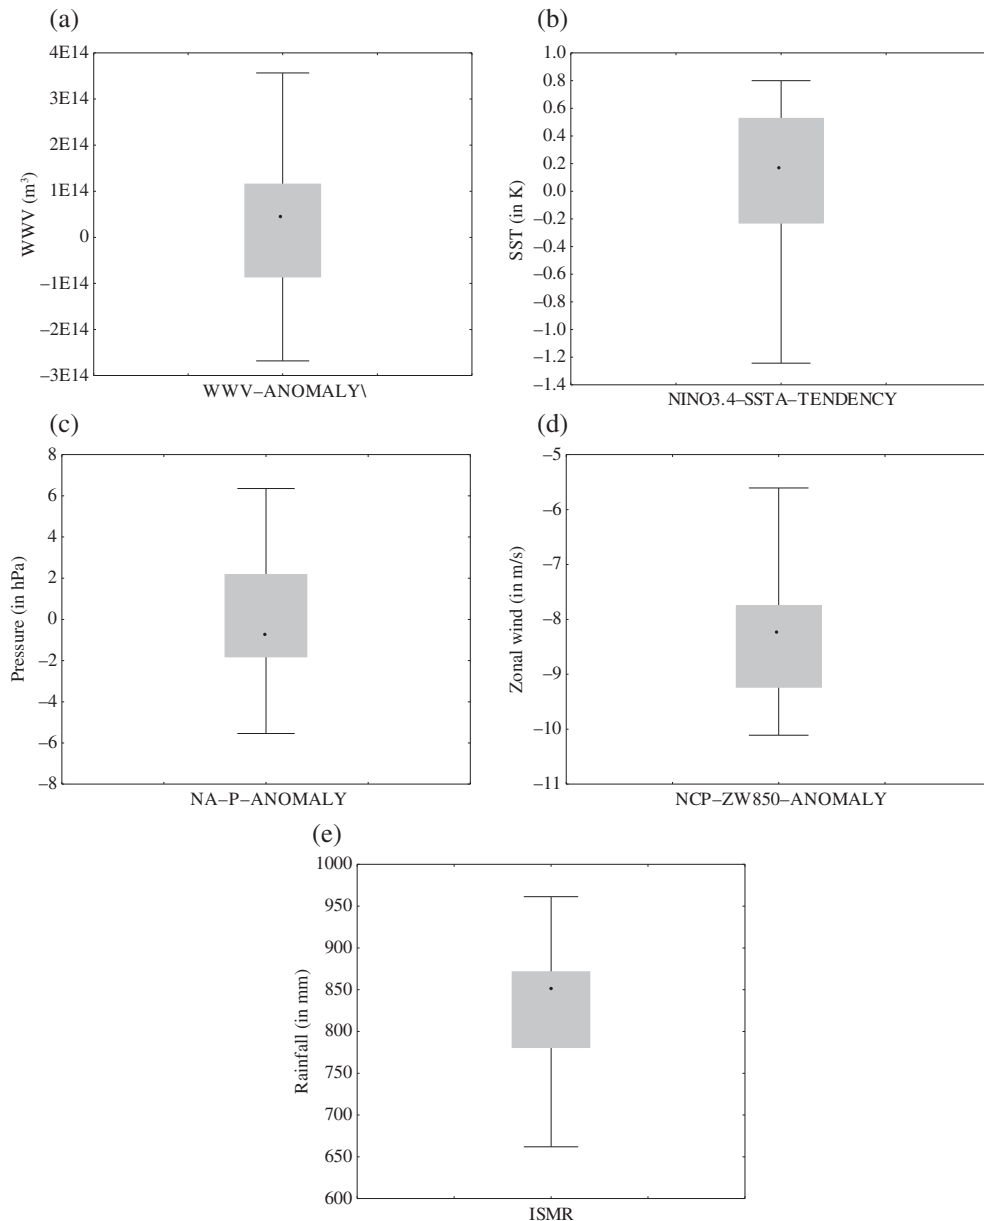 (a)
4E14
3E14
2E14
1E14
0
–1E14
–2E14
–3E14
WWV (m³)
WWV–ANOMALY\
(b)
1.0
0.8
0.6
0.4
0.2
0.0
–0.2
–0.4
–0.6
–0.8
–1.0
–1.2
–1.4
SST (in K)
NINO3.4–SSTA–TENDENCY
(c)
8
6
4
2
0
–2
–4
–6
–8
Pressure (in hPa)
NA–P–ANOMALY
(d)
–5
–6
–7
–8
–9
–10
–11
Zonal wind (in m/s)
NCP–ZW850–ANOMALY
(e)
1000
950
900
850
800
750
700
650
600
Rainfall (in mm)
ISMR